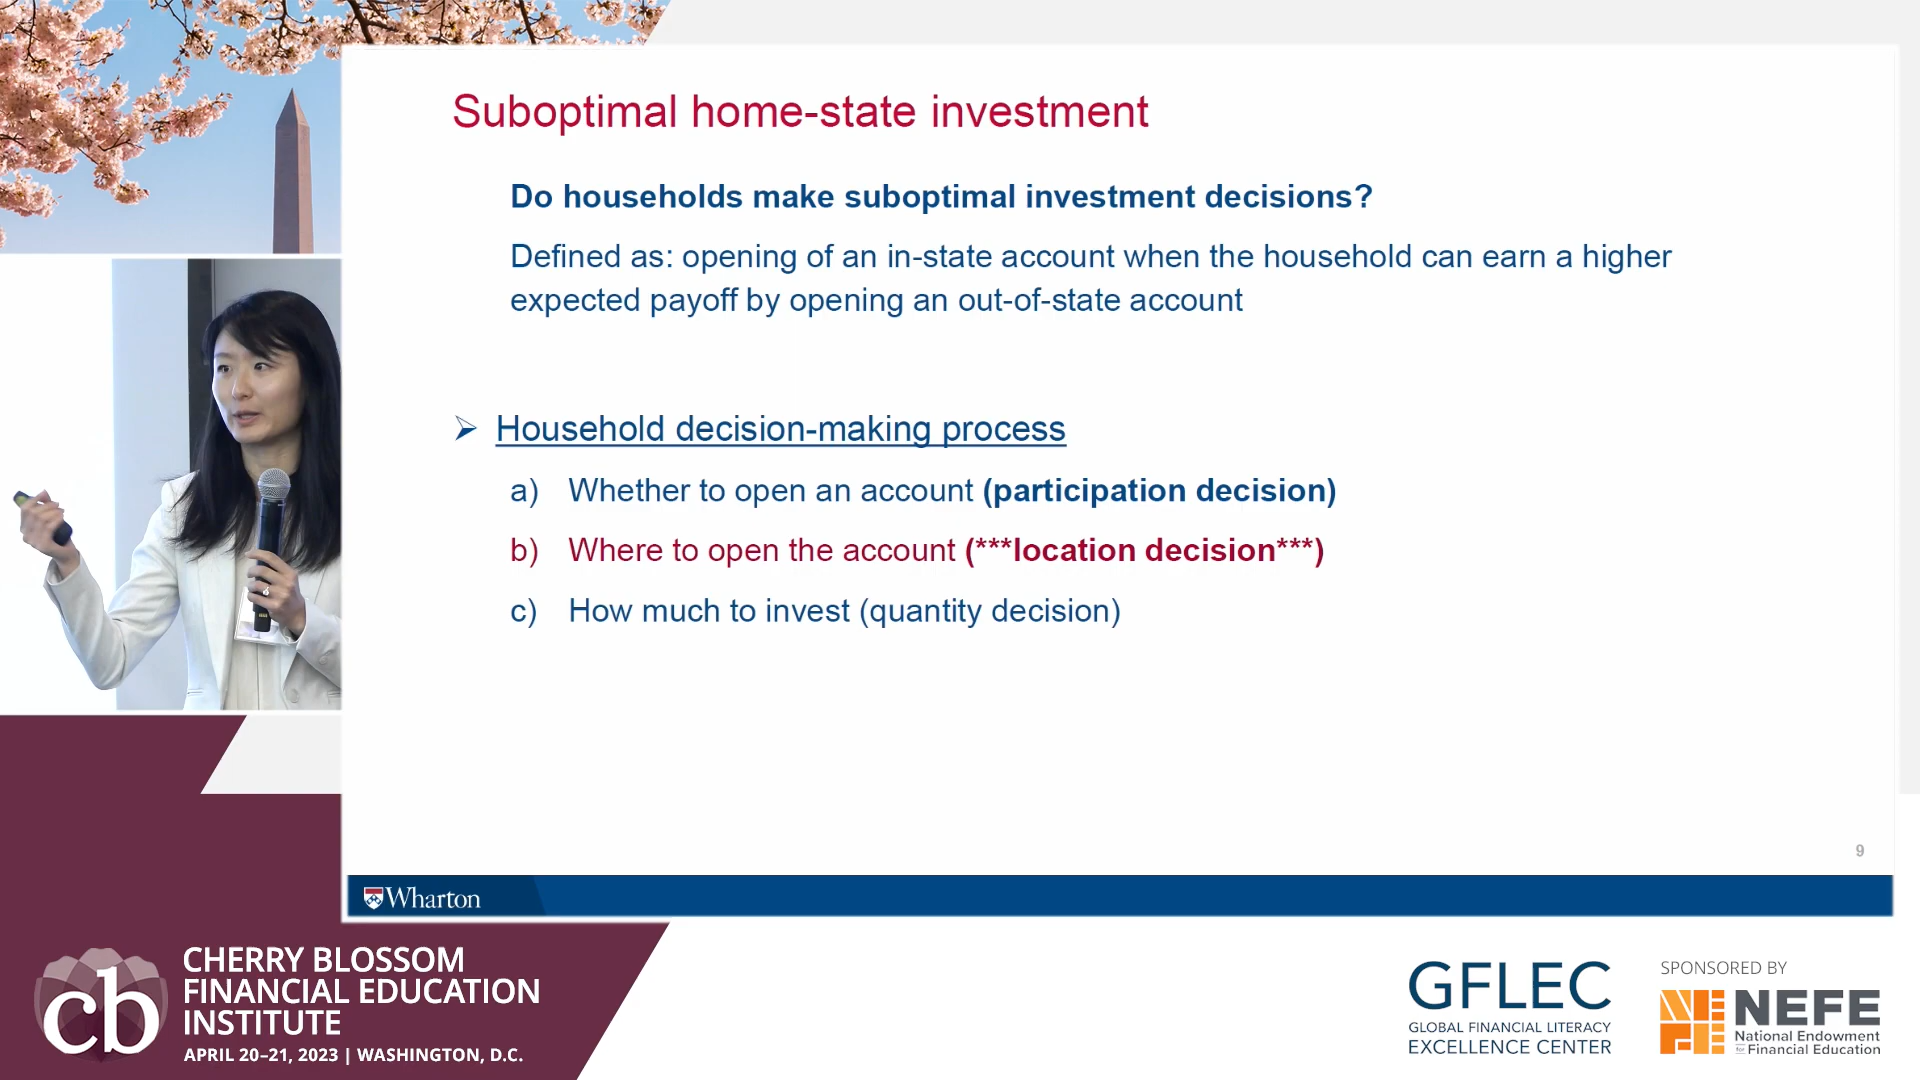 Suboptimal home-state investment
Do households make suboptimal investment decisions?
Defined as: opening of an in-state account when the household can earn a higher
expected payoff by opening an out-of-state account
➢ Household decision-making process
a) Whether to open an account (participation decision)
b) Where to open the account (***location decision***)
c) How much to invest (quantity decision)
9
Wharton
cb
CHERRY BLOSSOM
FINANCIAL EDUCATION
INSTITUTE
APRIL 20–21, 2023 | WASHINGTON, D.C.
GFLEC
GLOBAL FINANCIAL LITERACY
EXCELLENCE CENTER
SPONSORED BY
NEFE
National Endowment
for Financial Education